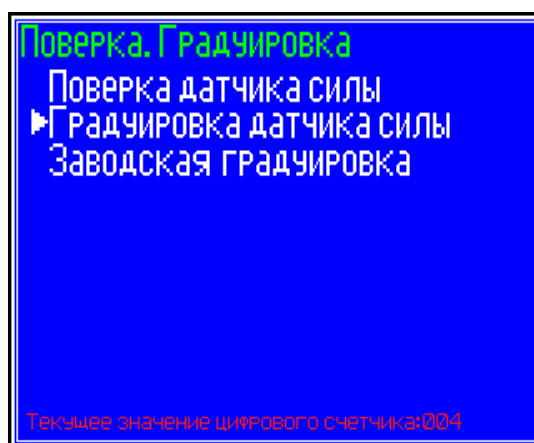 Поверка. Градуировка
Поверка датчика силы
Градуировка датчика силы
Заводская градуировка
Текущее значение цифрового счетчика:004